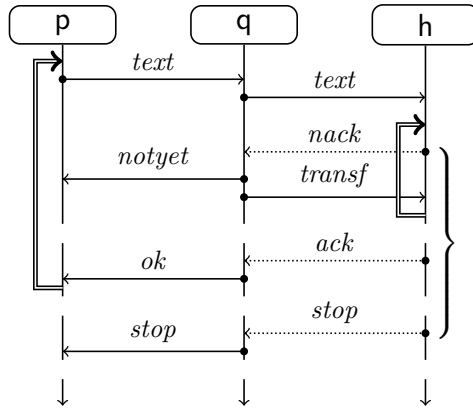 p q h
text
text
nack
notyet
transf
ack
ok
stop
stop